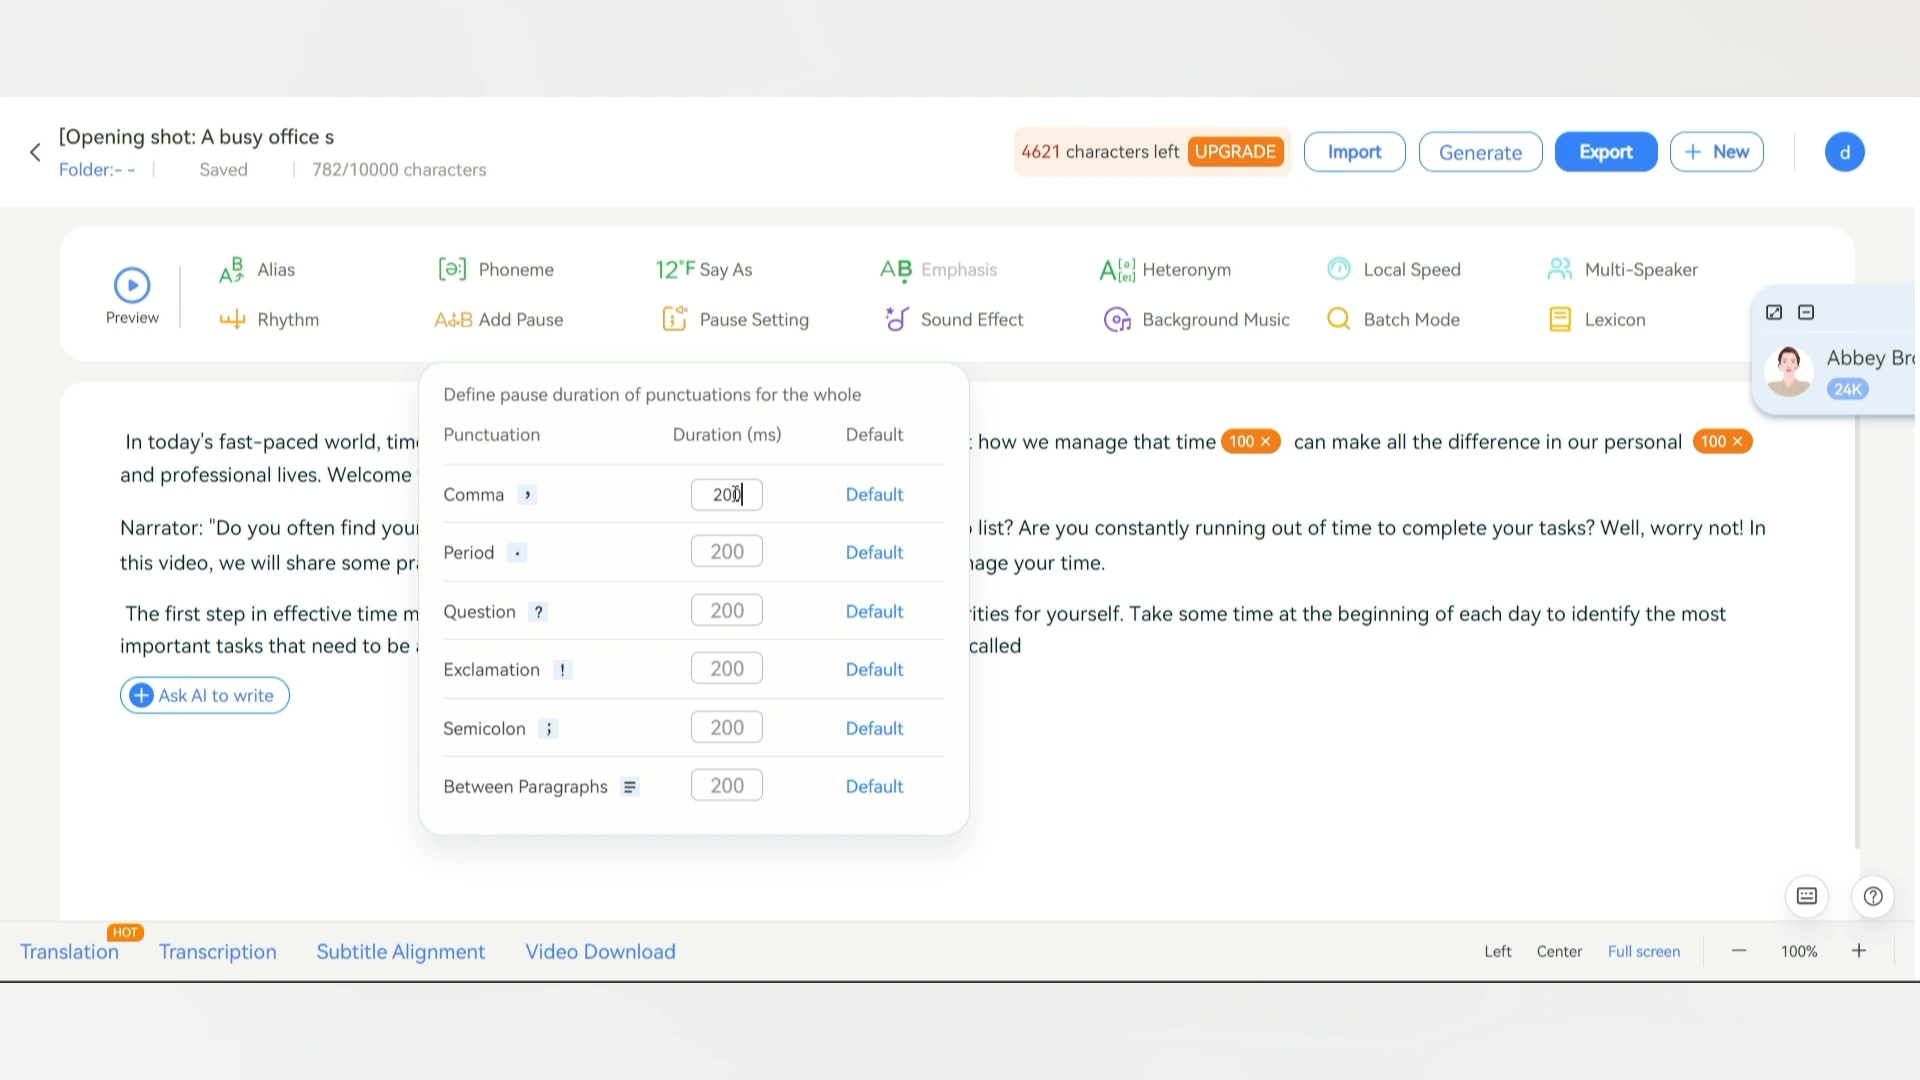 [Opening shot: A busy office s
Folder:- -
Saved
782/10000 characters
4621 characters left UPGRADE
Import
Generate
Export
+ New
d
Preview
Alias
Phoneme
12°F Say As
Emphasis
Heteronym
Local Speed
Multi-Speaker
Rhythm
Add Pause
Pause Setting
Sound Effect
Background Music
Batch Mode
Lexicon
Abbey Bro
24K
Define pause duration of punctuations for the whole
Punctuation Duration (ms) Default
Comma , 200 Default
Period . 200 Default
Question ? 200 Default
Exclamation ! 200 Default
Semicolon ; 200 Default
Between Paragraphs 200 Default
In today's fast-paced world, how we manage that time 100 × can make all the difference in our personal 100 ×
and professional lives. Welcome
Narrator: "Do you often find list? Are you constantly running out of time to complete your tasks? Well, worry not! In
this video, we will share some your time.
The first step in effective time for yourself. Take some time at the beginning of each day to identify the most
important tasks that need to be called
Ask AI to write
HOT
Translation
Transcription
Subtitle Alignment
Video Download
Left
Center
Full screen
− 100% +